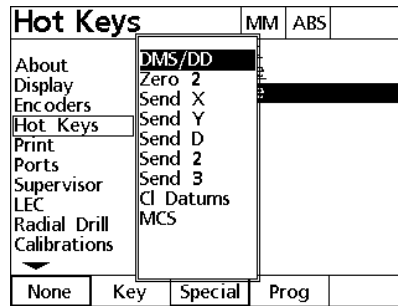 Hot Keys MM ABS
About
Display
Encoders
Hot Keys
Print
Ports
Supervisor
LEC
Radial Drill
Calibrations
DMS/DD
Zero 2
Send X
Send Y
Send D
Send 2
Send 3
Cl Datums
MCS
None Key Special Prog